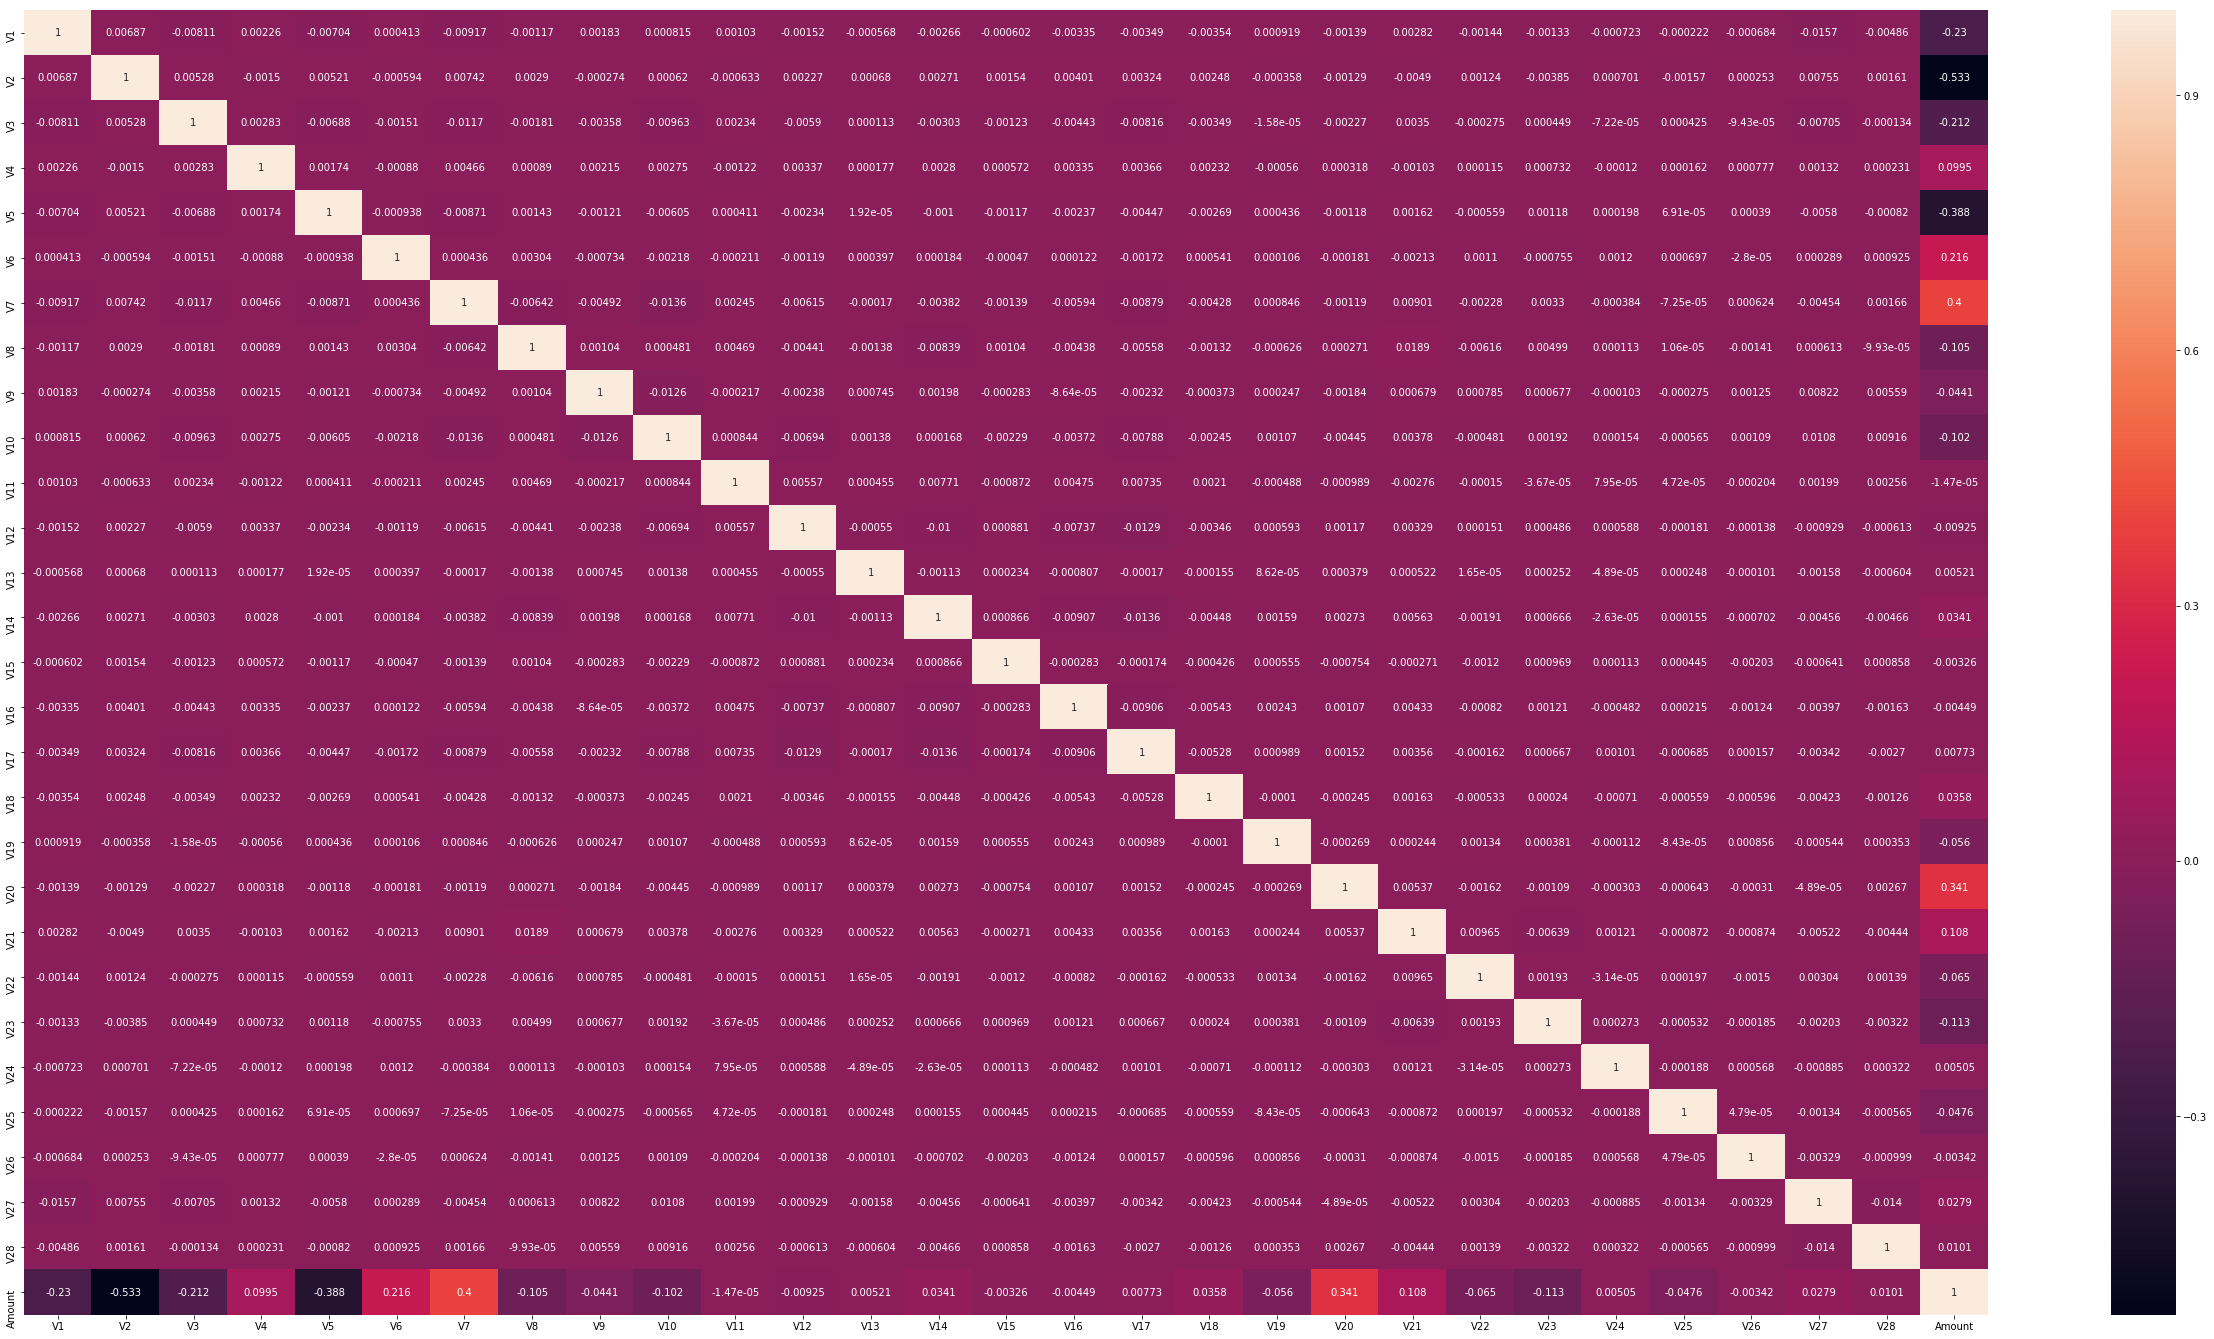 V1 1 0.00687 -0.00811 0.00226 -0.00704 0.000413 -0.00917 -0.00117 0.00183 0.000815 0.00103 -0.00152 -0.000568 -0.00266 -0.000602 -0.00335 -0.00349 -0.00354 0.000919 -0.00139 0.00282 -0.00144 -0.00133 -0.000723 -0.000222 -0.000684 -0.0157 -0.00486 -0.23
V2 0.00687 1 0.00528 -0.0015 0.00521 -0.000594 0.00742 0.0029 -0.000274 0.00062 -0.000633 0.00227 0.00068 0.00271 0.00154 0.00401 0.00324 0.00248 -0.000358 -0.00129 -0.0049 0.00124 -0.00385 0.000701 -0.00157 0.000253 0.00755 0.00161 -0.533
0.9
V3 -0.00811 0.00528 1 0.00283 -0.00688 -0.00151 -0.0117 -0.00181 -0.00358 -0.00963 0.00234 -0.0059 0.000113 -0.00303 -0.00123 -0.00443 -0.00816 -0.00349 -1.58e-05 -0.00227 0.0035 -0.000275 0.000449 -7.22e-05 0.000425 -9.43e-05 -0.00705 -0.000134 -0.212
V4 0.00226 -0.0015 0.00283 1 0.00174 -0.00088 0.00466 0.00089 0.00215 0.00275 -0.00122 0.00337 0.000177 0.0028 0.000572 0.00335 0.00366 0.00232 -0.00056 0.000318 -0.00103 0.000115 0.000732 -0.00012 0.000162 0.000777 0.00132 0.000231 0.0995
V5 -0.00704 0.00521 -0.00688 0.00174 1 -0.000938 -0.00871 0.00143 -0.00121 -0.00605 0.000411 -0.00234 1.92e-05 -0.001 -0.00117 -0.00237 -0.00447 -0.00269 0.000436 -0.00118 0.00162 -0.000559 0.00118 0.000198 6.91e-05 0.00039 -0.0058 -0.00082 -0.388
V6 0.000413 -0.000594 -0.00151 -0.00088 -0.000938 1 0.000436 0.00304 -0.000734 -0.00218 -0.000211 -0.00119 0.000397 0.000184 -0.00047 0.000122 -0.00172 0.000541 0.000106 -0.000181 -0.00213 0.0011 -0.000755 0.0012 0.000697 -2.8e-05 0.000289 0.000925 0.216
V7 -0.00917 0.00742 -0.0117 0.00466 -0.00871 0.000436 1 -0.00642 -0.00492 -0.0136 0.00245 -0.00615 -0.00017 -0.00382 -0.00139 -0.00594 -0.00879 -0.00428 0.000846 -0.00119 0.00901 -0.00228 0.0033 -0.000384 -7.25e-05 0.000624 -0.00454 0.00166 0.4
V8 -0.00117 0.0029 -0.00181 0.00089 0.00143 0.00304 -0.00642 1 0.00104 0.000481 0.00469 -0.00441 -0.00138 -0.00839 0.00104 -0.00438 -0.00558 -0.00132 -0.000626 0.000271 0.0189 -0.00616 0.00499 0.000113 1.06e-05 -0.00141 0.000613 -9.93e-05 -0.105
0.6
V9 0.00183 -0.000274 -0.00358 0.00215 -0.00121 -0.000734 -0.00492 0.00104 1 -0.0126 -0.000217 -0.00238 0.000745 0.00198 -0.000283 -8.64e-05 -0.00232 -0.000373 0.000247 -0.00184 0.000679 0.000785 0.000677 -0.000103 -0.000275 0.00125 0.00822 0.00559 -0.0441
V10 0.000815 0.00062 -0.00963 0.00275 -0.00605 -0.00218 -0.0136 0.000481 -0.0126 1 0.000844 -0.00694 0.00138 0.000168 -0.00229 -0.00372 -0.00788 -0.00245 0.00107 -0.00445 0.00378 -0.000481 0.00192 0.000154 -0.000565 0.00109 0.0108 0.00916 -0.102
V11 0.00103 -0.000633 0.00234 -0.00122 0.000411 -0.000211 0.00245 0.00469 -0.000217 0.000844 1 0.00557 0.000455 0.00771 -0.000872 0.00475 0.00735 0.0021 -0.000488 -0.000989 -0.00276 -0.00015 -3.67e-05 7.95e-05 4.72e-05 -0.000204 0.00199 0.00256 -1.47e-05
V12 -0.00152 0.00227 -0.0059 0.00337 -0.00234 -0.00119 -0.00615 -0.00441 -0.00238 -0.00694 0.00557 1 -0.00055 -0.01 0.000881 -0.00737 -0.0129 -0.00346 0.000593 0.00117 0.00329 0.000151 0.000486 0.000588 -0.000181 -0.000138 -0.000929 -0.000613 -0.00925
V13 -0.000568 0.00068 0.000113 0.000177 1.92e-05 0.000397 -0.00017 -0.00138 0.000745 0.00138 0.000455 -0.00055 1 -0.00113 0.000234 -0.000807 -0.00017 -0.000155 8.62e-05 0.000379 0.000522 1.65e-05 0.000252 -4.89e-05 0.000248 -0.000101 -0.00158 -0.000604 0.00521
0.3
V14 -0.00266 0.00271 -0.00303 0.0028 -0.001 0.000184 -0.00382 -0.00839 0.00198 0.000168 0.00771 -0.01 -0.00113 1 0.000866 -0.00907 -0.0136 -0.00448 0.00159 0.00273 0.00563 -0.00191 0.000666 -2.63e-05 0.000155 -0.000702 -0.00456 -0.00466 0.0341
V15 -0.000602 0.00154 -0.00123 0.000572 -0.00117 -0.00047 -0.00139 0.00104 -0.000283 -0.00229 -0.000872 0.000881 0.000234 0.000866 1 -0.000283 -0.000174 -0.000426 0.000555 -0.000754 -0.000271 -0.0012 0.000969 0.000113 0.000445 -0.00203 -0.000641 0.000858 -0.00326
V16 -0.00335 0.00401 -0.00443 0.00335 -0.00237 0.000122 -0.00594 -0.00438 -8.64e-05 -0.00372 0.00475 -0.00737 -0.000807 -0.00907 -0.000283 1 -0.00906 -0.00543 0.00243 0.00107 0.00433 -0.00082 0.00121 -0.000482 0.000215 -0.00124 -0.00397 -0.00163 -0.00449
V17 -0.00349 0.00324 -0.00816 0.00366 -0.00447 -0.00172 -0.00879 -0.00558 -0.00232 -0.00788 0.00735 -0.0129 -0.00017 -0.0136 -0.000174 -0.00906 1 -0.00528 0.000989 0.00152 0.00356 -0.000162 0.000667 0.00101 -0.000685 0.000157 -0.00342 -0.0027 0.00773
V18 -0.00354 0.00248 -0.00349 0.00232 -0.00269 0.000541 -0.00428 -0.00132 -0.000373 -0.00245 0.0021 -0.00346 -0.000155 -0.00448 -0.000426 -0.00543 -0.00528 1 -0.0001 -0.000245 0.00163 -0.000533 0.00024 -0.00071 -0.000559 -0.000596 -0.00423 -0.00126 0.0358
V19 0.000919 -0.000358 -1.58e-05 -0.00056 0.000436 0.000106 0.000846 -0.000626 0.000247 0.00107 -0.000488 0.000593 8.62e-05 0.00159 0.000555 0.00243 0.000989 -0.0001 1 -0.000269 0.000244 0.00134 0.000381 -0.000112 -8.43e-05 0.000856 -0.000544 0.000353 -0.056
0.0
V20 -0.00139 -0.00129 -0.00227 0.000318 -0.00118 -0.000181 -0.00119 0.000271 -0.00184 -0.00445 -0.000989 0.00117 0.000379 0.00273 -0.000754 0.00107 0.00152 -0.000245 -0.000269 1 0.00537 -0.00162 -0.00109 -0.000303 -0.000643 -0.00031 -4.89e-05 0.00267 0.341
V21 0.00282 -0.0049 0.0035 -0.00103 0.00162 -0.00213 0.00901 0.0189 0.000679 0.00378 -0.00276 0.00329 0.000522 0.00563 -0.000271 0.00433 0.00356 0.00163 0.000244 0.00537 1 0.00965 -0.00639 0.00121 -0.000872 -0.000874 -0.00522 -0.00444 0.108
V22 -0.00144 0.00124 -0.000275 0.000115 -0.000559 0.0011 -0.00228 -0.00616 0.000785 -0.000481 -0.00015 0.000151 1.65e-05 -0.00191 -0.0012 -0.00082 -0.000162 -0.000533 0.00134 -0.00162 0.00965 1 0.00193 -3.14e-05 0.000197 -0.0015 0.00304 0.00139 -0.065
V23 -0.00133 -0.00385 0.000449 0.000732 0.00118 -0.000755 0.0033 0.00499 0.000677 0.00192 -3.67e-05 0.000486 0.000252 0.000666 0.000969 0.00121 0.000667 0.00024 0.000381 -0.00109 -0.00639 0.00193 1 0.000273 -0.000532 -0.000185 -0.00203 -0.00322 -0.113
V24 -0.000723 0.000701 -7.22e-05 -0.00012 0.000198 0.0012 -0.000384 0.000113 -0.000103 0.000154 7.95e-05 0.000588 -4.89e-05 -2.63e-05 0.000113 -0.000482 0.00101 -0.00071 -0.000112 -0.000303 0.00121 -3.14e-05 0.000273 1 -0.000188 0.000568 -0.000885 0.000322 0.00505
V25 -0.000222 -0.00157 0.000425 0.000162 6.91e-05 0.000697 -7.25e-05 1.06e-05 -0.000275 -0.000565 4.72e-05 -0.000181 0.000248 0.000155 0.000445 0.000215 -0.000685 -0.000559 -8.43e-05 -0.000643 -0.000872 0.000197 -0.000532 -0.000188 1 4.79e-05 -0.00134 -0.000565 -0.0476
−0.3
V26 -0.000684 0.000253 -9.43e-05 0.000777 0.00039 -2.8e-05 0.000624 -0.00141 0.00125 0.00109 -0.000204 -0.000138 -0.000101 -0.000702 -0.00203 -0.00124 0.000157 -0.000596 0.000856 -0.00031 -0.000874 -0.0015 -0.000185 0.000568 4.79e-05 1 -0.00329 -0.000999 -0.00342
V27 -0.0157 0.00755 -0.00705 0.00132 -0.0058 0.000289 -0.00454 0.000613 0.00822 0.0108 0.00199 -0.000929 -0.00158 -0.00456 -0.000641 -0.00397 -0.00342 -0.00423 -0.000544 -4.89e-05 -0.00522 0.00304 -0.00203 -0.000885 -0.00134 -0.00329 1 -0.014 0.0279
V28 -0.00486 0.00161 -0.000134 0.000231 -0.00082 0.000925 0.00166 -9.93e-05 0.00559 0.00916 0.00256 -0.000613 -0.000604 -0.00466 0.000858 -0.00163 -0.0027 -0.00126 0.000353 0.00267 -0.00444 0.00139 -0.00322 0.000322 -0.000565 -0.000999 -0.014 1 0.0101
Amount -0.23 -0.533 -0.212 0.0995 -0.388 0.216 0.4 -0.105 -0.0441 -0.102 -1.47e-05 -0.00925 0.00521 0.0341 -0.00326 -0.00449 0.00773 0.0358 -0.056 0.341 0.108 -0.065 -0.113 0.00505 -0.0476 -0.00342 0.0279 0.0101 1
V1 V2 V3 V4 V5 V6 V7 V8 V9 V10 V11 V12 V13 V14 V15 V16 V17 V18 V19 V20 V21 V22 V23 V24 V25 V26 V27 V28 Amount